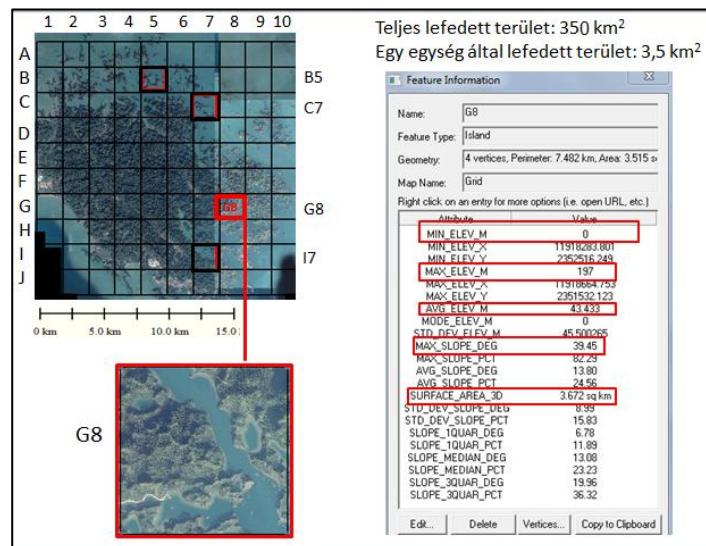 1 2 3 4 5 6 7 8 9 10
A
B
C
D
E
F
G
H
I
J
G8
B5
C7
G8
I7
0 km 5.0 km 10.0 km 15.0
G8
Teljes lefedett terület: 350 km²
Egy egység által lefedett terület: 3,5 km²
Feature Information
Name: G8
Feature Type: Island
Geometry: 4 vertices, Perimeter: 7.482 km, Area: 3.515 s
Map Name: Grid
Right click on an entry for more options (i.e. open URL, etc.)
Attribute Value
MIN_ELEV_M 0
MIN_ELEV_X 11918283.801
MIN_ELEV_Y 2352516.249
MAX_ELEV_M 197
MAX_ELEV_X 11918664.753
MAX_ELEV_Y 2351532.123
AVG_ELEV_M 43.433
MODE_ELEV_M 0
STD_DEV_ELEV_M 45.500265
MAX_SLOPE_DEG 39.45
MAX_SLOPE_PCT 82.29
AVG_SLOPE_DEG 13.80
AVG_SLOPE_PCT 24.56
SURFACE_AREA_3D 3.672 sq km
STD_DEV_SLOPE_DEG 8.99
STD_DEV_SLOPE_PCT 15.83
SLOPE_1QUAR_DEG 6.78
SLOPE_1QUAR_PCT 11.89
SLOPE_MEDIAN_DEG 13.08
SLOPE_MEDIAN_PCT 23.23
SLOPE_3QUAR_DEG 19.96
SLOPE_3QUAR_PCT 36.32
Edit... Delete Vertices... Copy to Clipboard